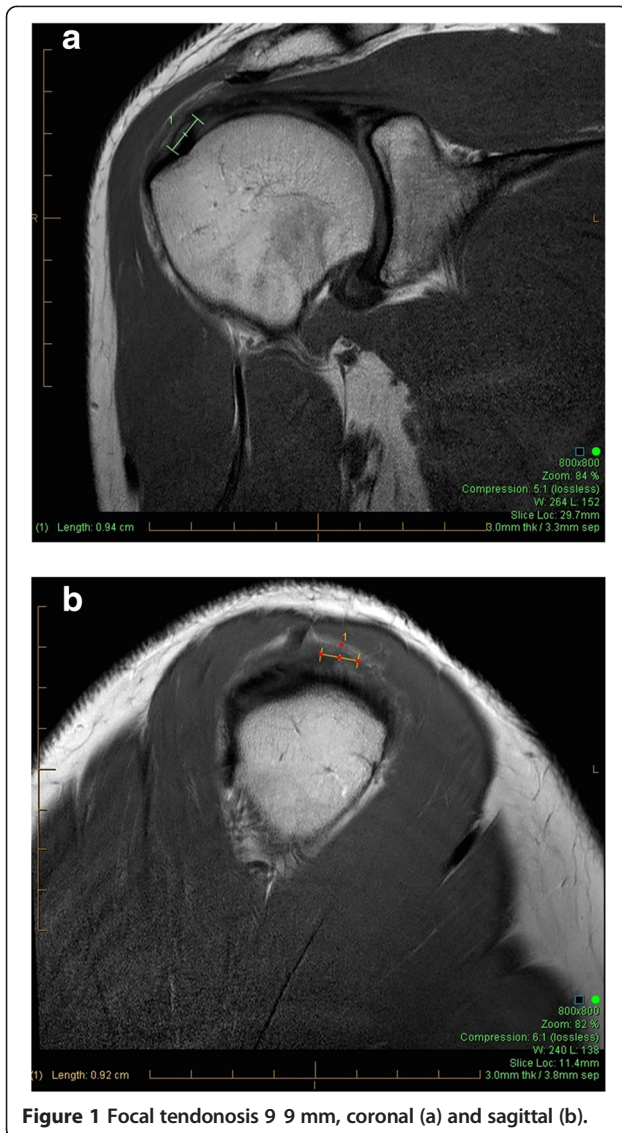 a
1
R
L
800x800
Zoom: 84 %
Compression: 5:1 (lossless)
W: 264 L: 152
Slice Loc: 29.7mm
(1) Length: 0.94 cm
3.0mm thk / 3.3mm sep
b
1
L
800x800
Zoom: 82 %
Compression: 6:1 (lossless)
W: 240 L: 138
Slice Loc: 11.4mm
(1) Length: 0.92 cm
3.0mm thk / 3.8mm sep
Figure 1 Focal tendonosis 9 9 mm, coronal (a) and sagittal (b).